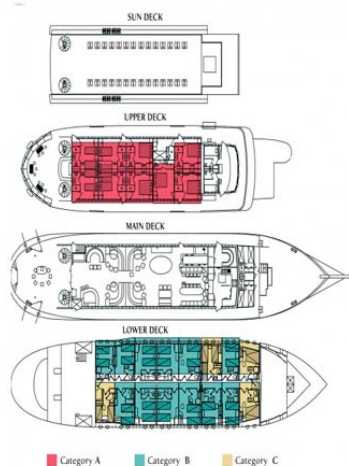 SUN DECK
UPPER DECK
MAIN DECK
LOWER DECK
Category A
Category B
Category C